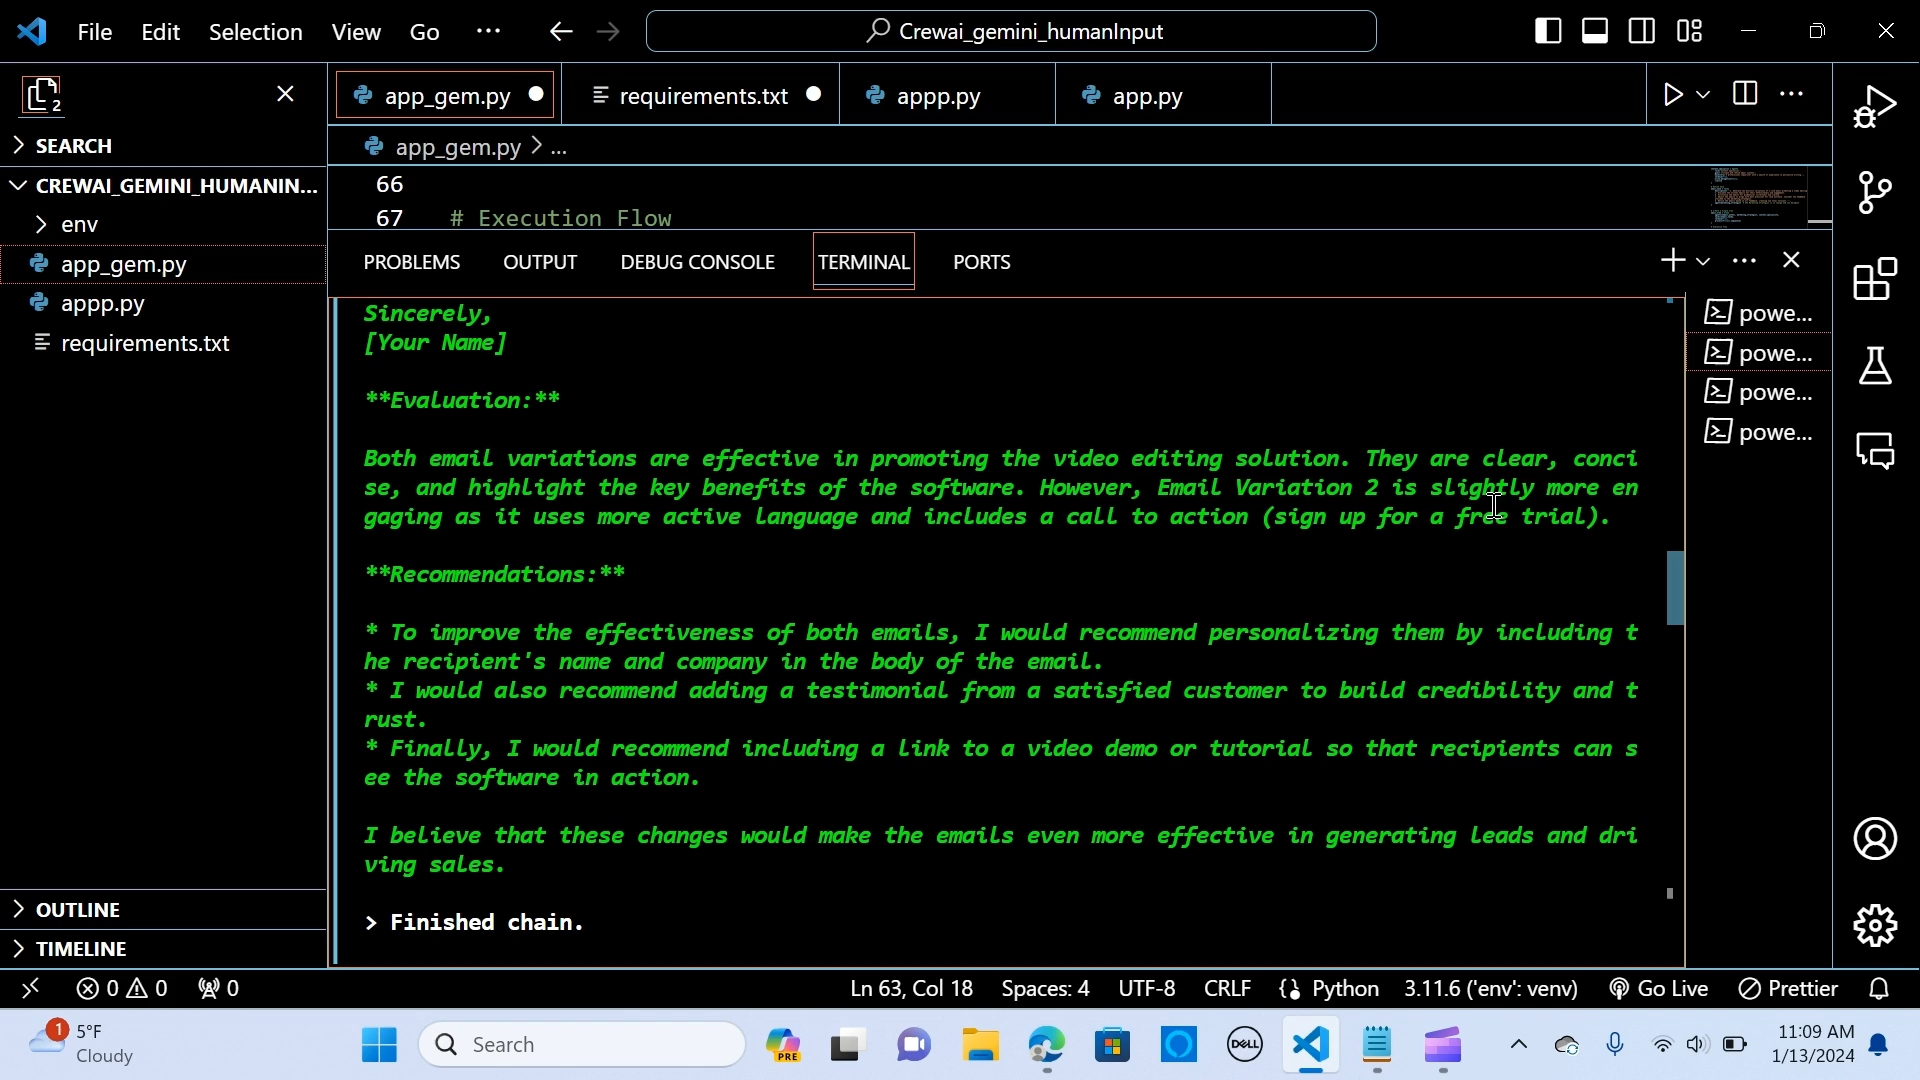 File Edit Selection View Go ··· Crewai_gemini_humanInput
2
app_gem.py requirements.txt appp.py app.py
SEARCH
app_gem.py > ...
CREWAI_GEMINI_HUMANIN...
66
env
67 # Execution Flow
app_gem.py
PROBLEMS OUTPUT DEBUG CONSOLE TERMINAL PORTS
appp.py
requirements.txt
powe...
powe...
powe...
powe...
Sincerely,
[Your Name]
**Evaluation:**
Both email variations are effective in promoting the video editing solution. They are clear, conci
se, and highlight the key benefits of the software. However, Email Variation 2 is slightly more en
gaging as it uses more active language and includes a call to action (sign up for a free trial).
**Recommendations:**
* To improve the effectiveness of both emails, I would recommend personalizing them by including t
he recipient's name and company in the body of the email.
* I would also recommend adding a testimonial from a satisfied customer to build credibility and t
rust.
* Finally, I would recommend including a link to a video demo or tutorial so that recipients can s
ee the software in action.
I believe that these changes would make the emails even more effective in generating leads and dri
ving sales.
> Finished chain.
OUTLINE
TIMELINE
0 0 0 Ln 63, Col 18 Spaces: 4 UTF-8 CRLF Python 3.11.6 ('env': venv) Go Live Prettier
1 5°F
Cloudy
Search
PRE
DELL
11:09 AM
1/13/2024